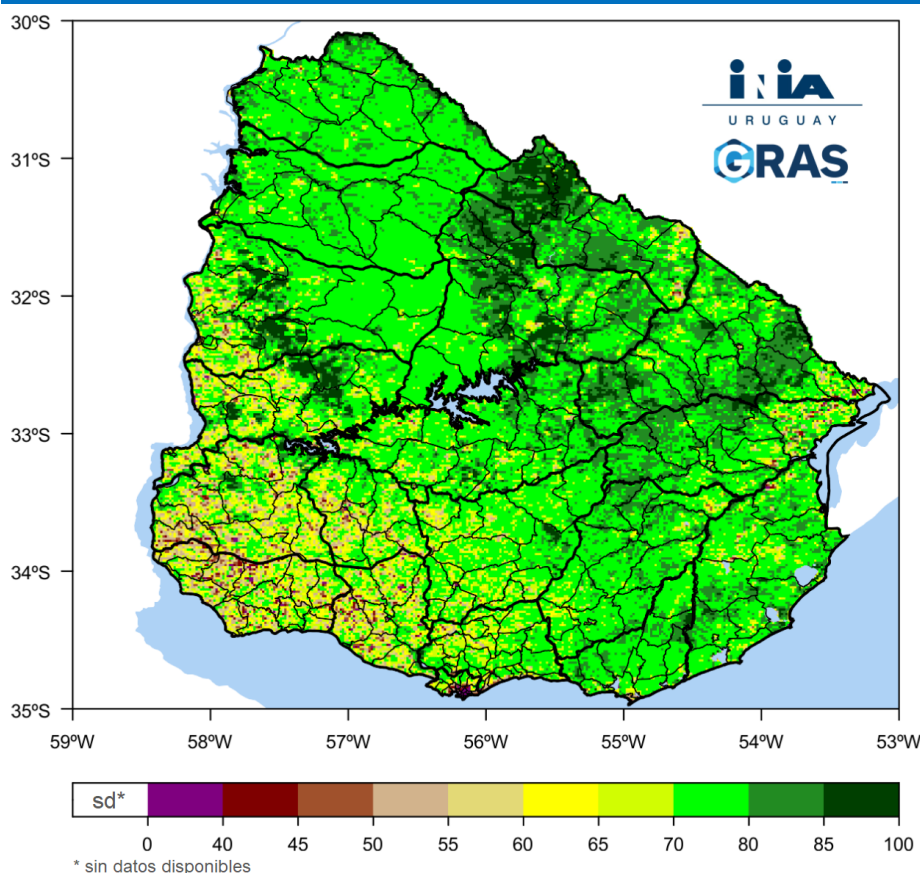 30ºS
31ºS
32ºS
33ºS
34ºS
35ºS
iNiA
URUGUAY
GRAS
59ºW 58ºW 57ºW 56ºW 55ºW 54ºW 53ºW
sd*
0 40 45 50 55 60 65 70 80 85 100
* sin datos disponibles